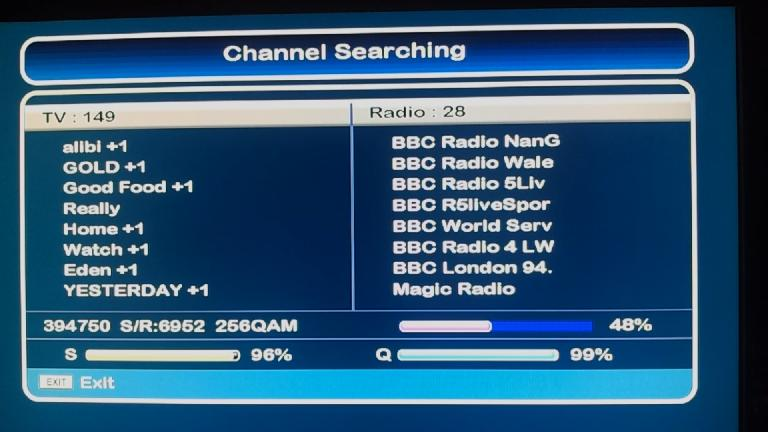 Channel Searching
TV : 149
Radio : 28
alibi +1
GOLD +1
Good Food +1
Really
Home +1
Watch +1
Eden +1
YESTERDAY +1
BBC Radio NanG
BBC Radio Wale
BBC Radio 5Liv
BBC R5liveSpor
BBC World Serv
BBC Radio 4 LW
BBC London 94.
Magic Radio
394750 S/R:6952 256QAM
48%
S 96%
Q 99%
EXIT Exit